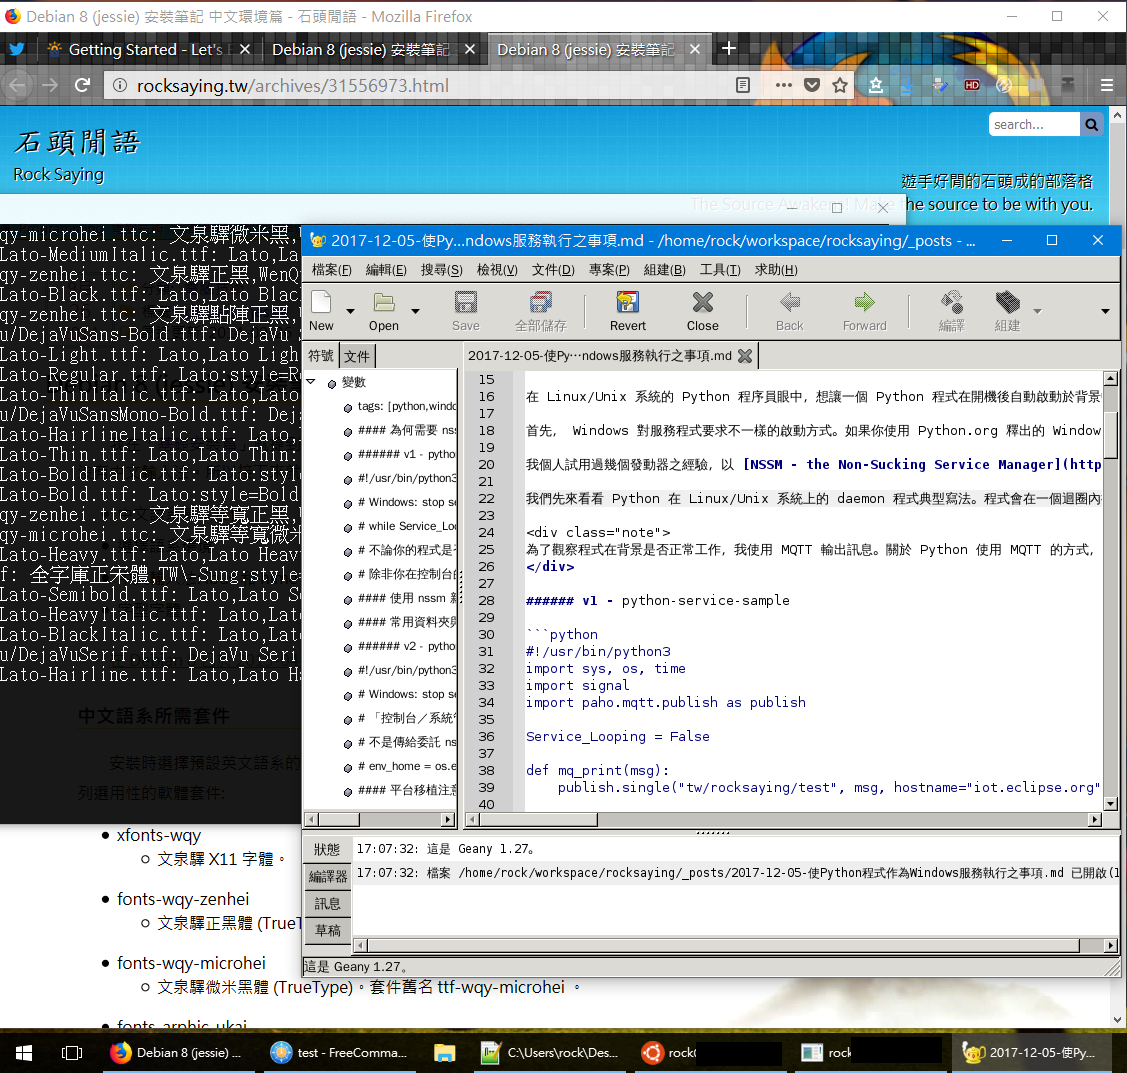 Debian 8 (jessie) 安裝筆記 中文環境篇 - 石頭閒語 - Mozilla Firefox
Getting Started - Let's E
Debian 8 (jessie) 安裝筆記
Debian 8 (jessie) 安裝筆記
rocksaying.tw/archives/31556973.html
HD
石頭閒語
search...
Rock Saying
遊手好閒的石頭成的部落格
The Source Awakens! May the source to be with you.
qy-microhei.ttc: 文泉驛微米黑,
Lato-MediumItalic.ttf: Lato,La
qy-zenhei.ttc: 文泉驛正黑,WenQ
Lato-Black.ttf: Lato,Lato Blac
qy-zenhei.ttc: 文泉驛點陣正黑,
u/DejaVuSans-Bold.ttf: DejaVu S
Lato-Light.ttf: Lato,Lato Ligh
Lato-Regular.ttf: Lato:style=Re
Lato-ThinItalic.ttf: Lato,Lato
u/DejaVuSansMono-Bold.ttf: Deja
Lato-HairlineItalic.ttf: Lato,
Lato-Thin.ttf: Lato,Lato Thin:
Lato-BoldItalic.ttf: Lato:style
Lato-Bold.ttf: Lato:style=Bold
qy-zenhei.ttc: 文泉驛等寬正黑,
qy-microhei.ttc: 文泉驛等寬微米
Lato-Heavy.ttf: Lato,Lato Heav
f: 全字庫正宋體,TW\-Sung:style=
Lato-Semibold.ttf: Lato,Lato Se
Lato-HeavyItalic.ttf: Lato,Lat
Lato-BlackItalic.ttf: Lato,Lato
u/DejaVuSerif.ttf: DejaVu Seri
Lato-Hairline.ttf: Lato,Lato Ha
中文語系所需套件
安裝時選擇預設英文語系的
列選用性的軟體套件:
xfonts-wqy
文泉驛 X11 字體。
fonts-wqy-zenhei
文泉驛正黑體 (TrueT
fonts-wqy-microhei
文泉驛微米黑體 (TrueType)。套件舊名 ttf-wqy-microhei 。
fonts-arphic-ukai
2017-12-05-使Py...ndows服務執行之事項.md - /home/rock/workspace/rocksaying/_posts - ...
檔案(F) 編輯(E) 搜尋(S) 檢視(V) 文件(D) 專案(P) 組建(B) 工具(T) 求助(H)
New Open Save 全部儲存 Revert Close Back Forward 編譯 組建
符號 文件
2017-12-05-使Py…ndows服務執行之事項.md
變數
tags: [python,windo
#### 為何需要 nss
###### v1 - python
#!/usr/bin/python3
# Windows: stop se
# while Service_Loo
# 不論你的程式是否
# 除非你在控制台的
#### 使用 nssm 新
#### 常用資料夾與
###### v2 - python
#!/usr/bin/python3
# Windows: stop se
# 「控制台／系統管
# 不是傳給委託 nss
# env_home = os.e
#### 平台移植注意
15
16 在 Linux/Unix 系統的 Python 程序員眼中，想讓一個 Python 程式在開機後自動啟動於背景
17
18 首先， Windows 對服務程式要求不一樣的啟動方式。如果你使用 Python.org 釋出的 Window
19
20 我個人試用過幾個發動器之經驗，以 [NSSM - the Non-Sucking Service Manager](http
21
22 我們先來看看 Python 在 Linux/Unix 系統上的 daemon 程式典型寫法。程式會在一個迴圈內
23
24 <div class="note">
25 為了觀察程式在背景是否正常工作，我使用 MQTT 輸出訊息。關於 Python 使用 MQTT 的方式，
26 </div>
27
28 ###### v1 - python-service-sample
29
30 ```python
31 #!/usr/bin/python3
32 import sys, os, time
33 import signal
34 import paho.mqtt.publish as publish
35
36 Service_Looping = False
37
38 def mq_print(msg):
39 publish.single("tw/rocksaying/test", msg, hostname="iot.eclipse.org"
40
狀態
編譯器
訊息
草稿
17:07:32: 這是 Geany 1.27。
17:07:32: 檔案 /home/rock/workspace/rocksaying/_posts/2017-12-05-使Python程式作為Windows服務執行之事項.md 已開啟(1
這是 Geany 1.27。
Debian 8 (jessie) ...
test - FreeComma...
C:\Users\rock\Des...
rock
rock
2017-12-05-使Py...